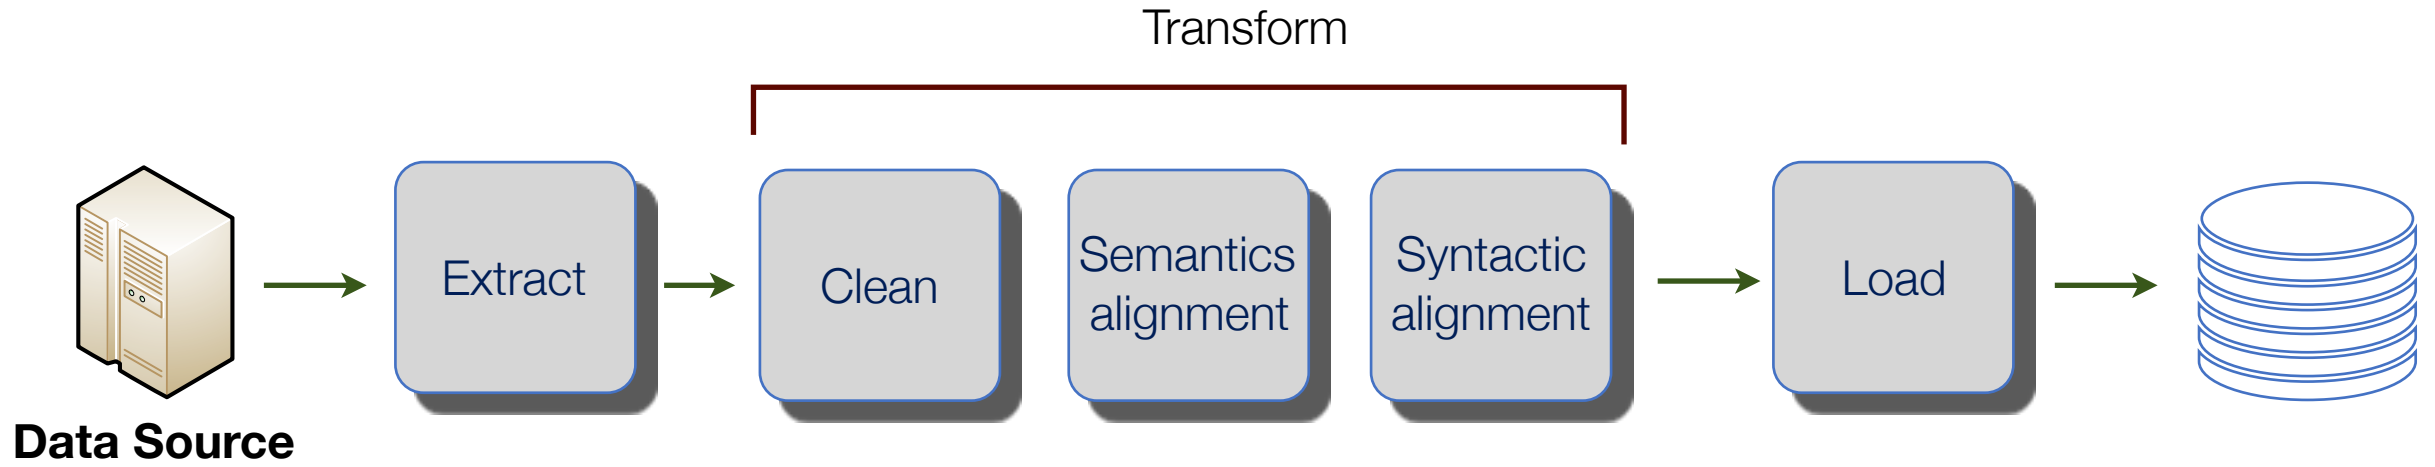 Transform
Extract
Clean
Semantics
alignment
Syntactic
alignment
Load
Data Source